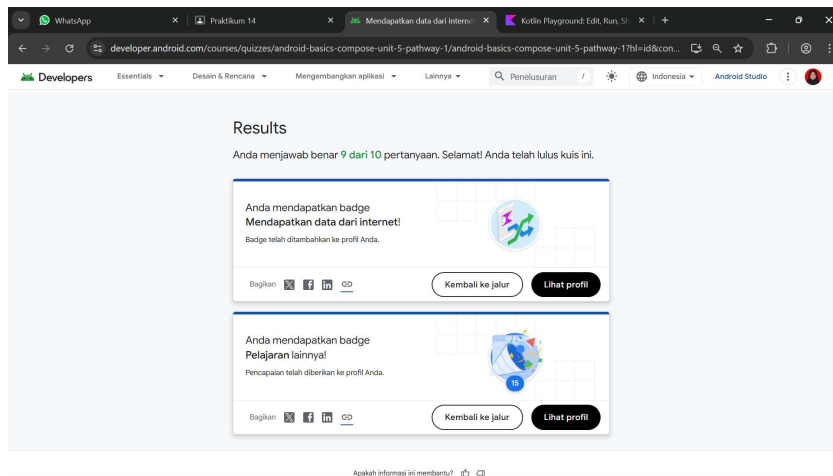 WhatsApp
Praktikum 14
Mendapatkan data dari internet
Kotlin Playground: Edit, Run, Sh
developer.android.com/courses/quizzes/android-basics-compose-unit-5-pathway-1/android-basics-compose-unit-5-pathway-1?hl=id&con...
Developers
Essentials
Desain & Rencana
Mengembangkan aplikasi
Lainnya
Penelusuran
/
Indonesia
Android Studio
Results
Anda menjawab benar 9 dari 10 pertanyaan. Selamat! Anda telah lulus kuis ini.
Anda mendapatkan badge
Mendapatkan data dari internet!
Badge telah ditambahkan ke profil Anda.
Bagikan
Kembali ke jalur
Lihat profil
Anda mendapatkan badge
Pelajaran lainnya!
Pencapaian telah diberikan ke profil Anda.
15
Bagikan
Kembali ke jalur
Lihat profil
Apakah informasi ini membantu?